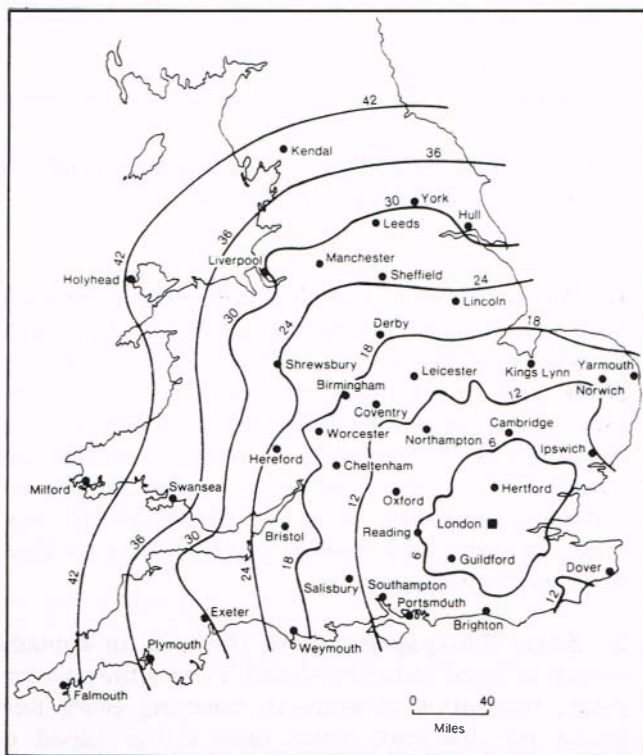 42
Kendal
36
York
30
Hull
Leeds
42
36
Liverpool
Manchester
Holyhead
Sheffield
24
Lincoln
30
24
Derby
18
18
Shrewsbury
Leicester
Kings Lynn
Yarmouth
Birmingham
12
Norwich
Coventry
Worcester
Northampton
Cambridge
6
Hereford
Cheltenham
Ipswich
Milford
Swansea
12
Oxford
Hertford
Bristol
Reading
London
36
30
6
Guildford
42
24
18
Salisbury
Southampton
Dover
12
Portsmouth
Exeter
Brighton
Plymouth
Weymouth
Falmouth
0 40
Miles